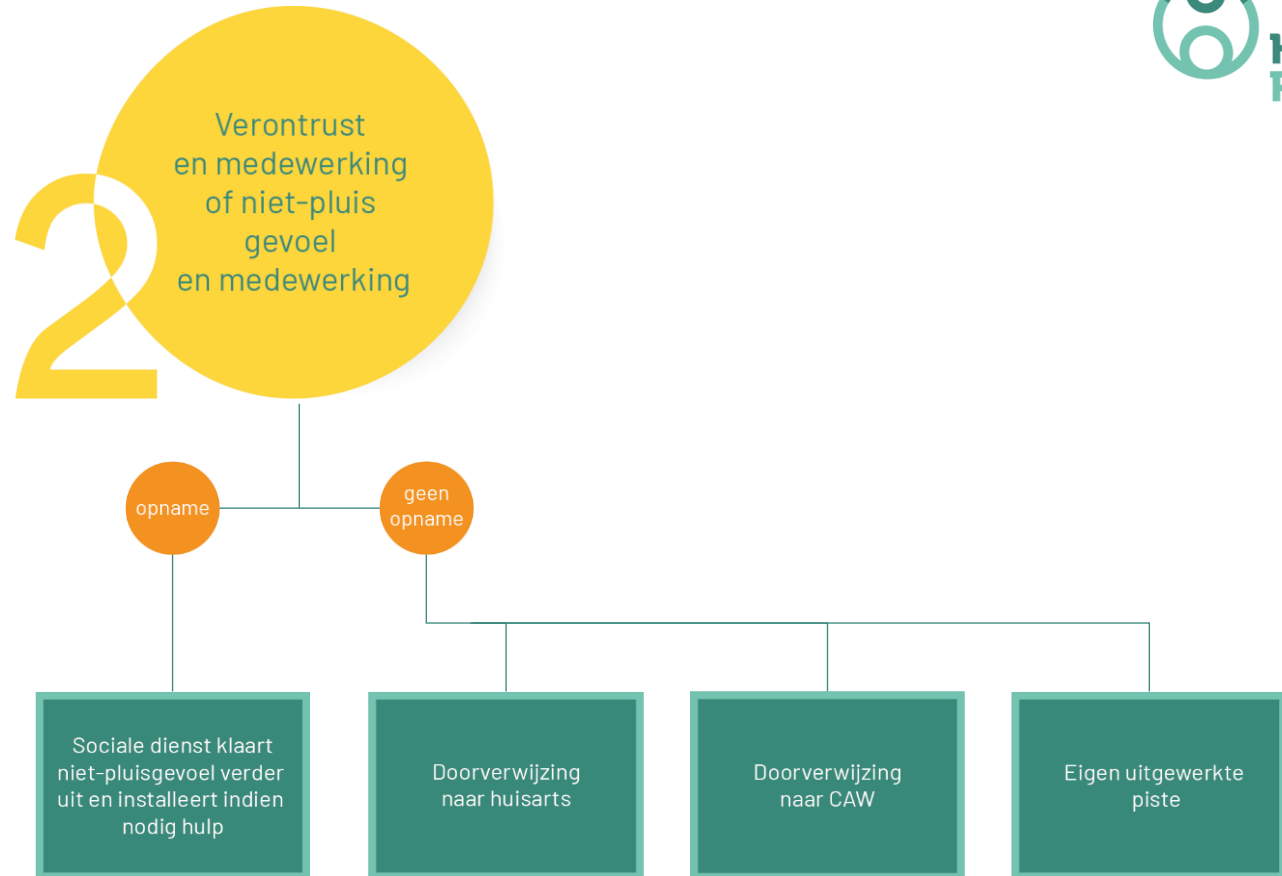 2
Verontrust
en medewerking
of niet-pluis
gevoel
en medewerking
opname
geen
opname
Sociale dienst klaart
niet-pluisgevoel verder
uit en installeert indien
nodig hulp
Doorverwijzing
naar huisarts
Doorverwijzing
naar CAW
Eigen uitgewerkte
piste